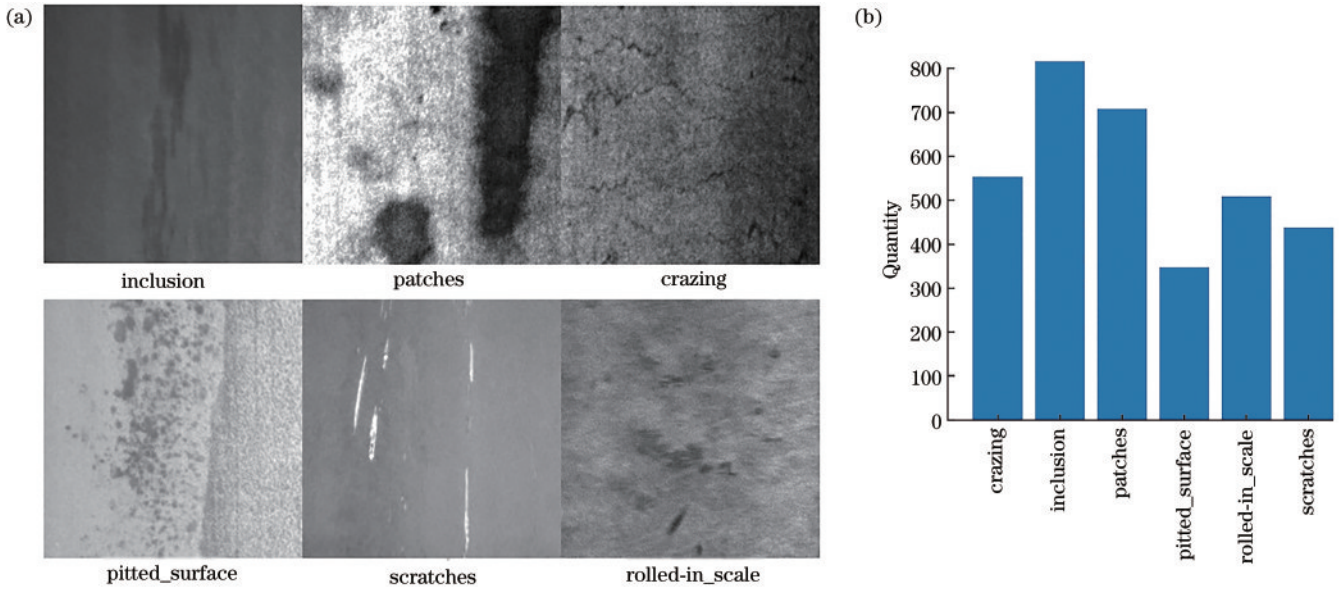 (a)
inclusion
patches
crazing
pitted_surface
scratches
rolled-in_scale
(b)
800
700
600
500
400
300
200
100
0
Quantity
crazing
inclusion
patches
pitted_surface
rolled-in_scale
scratches